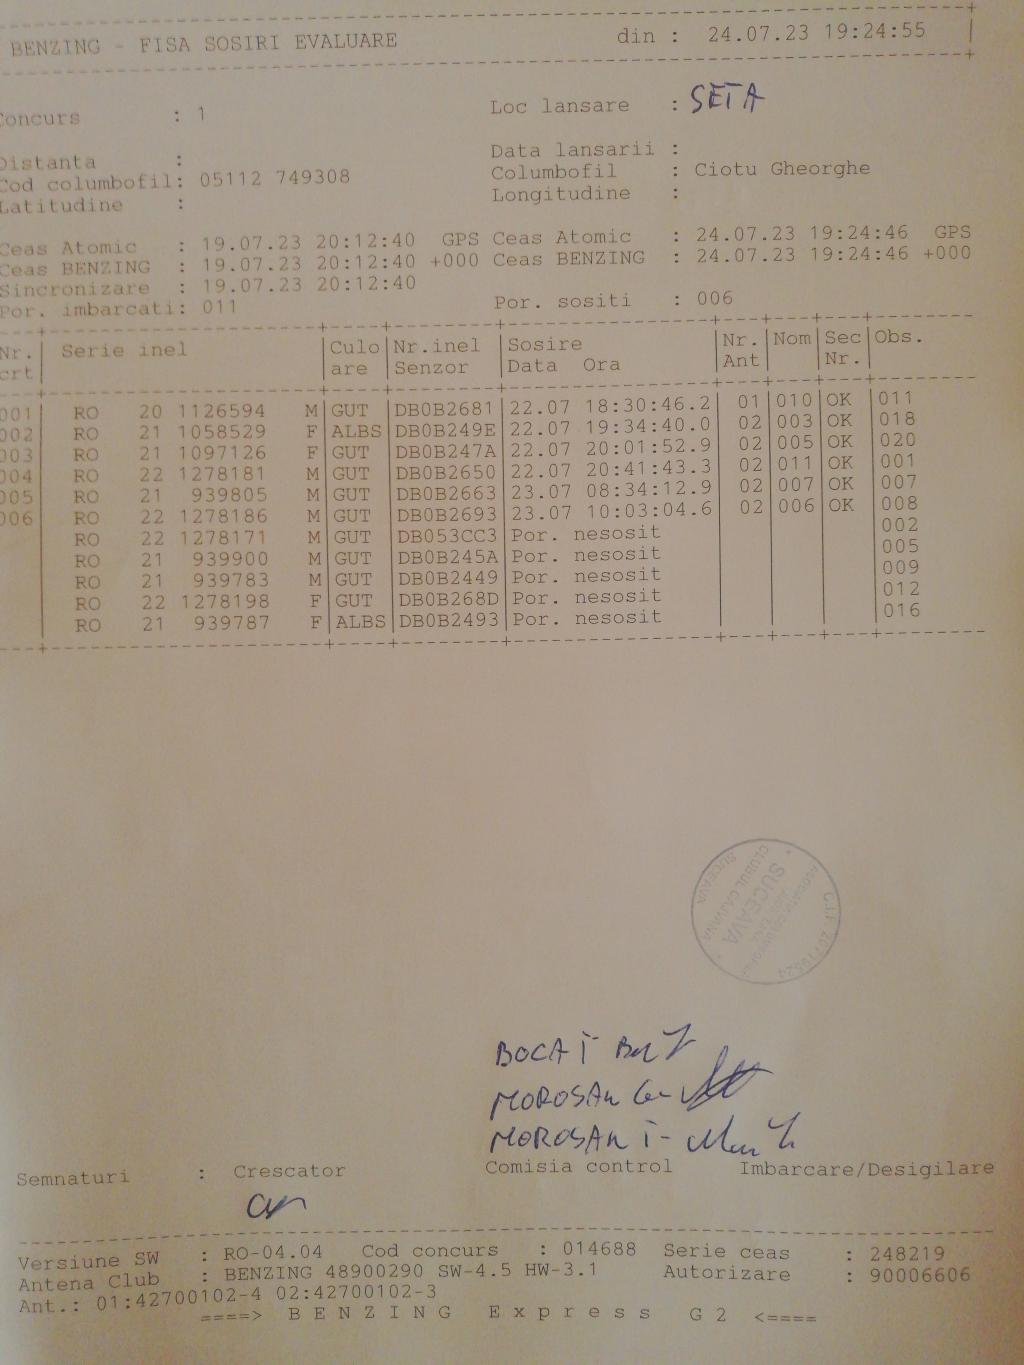 BENZING - FISA SOSIRI EVALUARE din : 24.07.23 19:24:55
Concurs : 1 Loc lansare : SETA
Distanta : Data lansarii :
Cod columbofil: 05112 749308 Columbofil : Ciotu Gheorghe
Latitudine : Longitudine :
Ceas Atomic : 19.07.23 20:12:40 GPS Ceas Atomic : 24.07.23 19:24:46 GPS
Ceas BENZING : 19.07.23 20:12:40 +000 Ceas BENZING : 24.07.23 19:24:46 +000
Sincronizare : 19.07.23 20:12:40
Por. imbarcati: 011 Por. sositi : 006
Nr. Serie inel Culo Nr.inel Sosire Nr. Nom Sec Obs.
crt are Senzor Data Ora Ant Nr.
001 RO 20 1126594 M GUT DB0B2681 22.07 18:30:46.2 01 010 OK 011
002 RO 21 1058529 F ALBS DB0B249E 22.07 19:34:40.0 02 003 OK 018
003 RO 21 1097126 F GUT DB0B247A 22.07 20:01:52.9 02 005 OK 020
004 RO 22 1278181 M GUT DB0B2650 22.07 20:41:43.3 02 011 OK 001
005 RO 21 939805 M GUT DB0B2663 23.07 08:34:12.9 02 007 OK 007
006 RO 22 1278186 M GUT DB0B2693 23.07 10:03:04.6 02 006 OK 008
RO 22 1278171 M GUT DB053CC3 Por. nesosit 002
RO 21 939900 M GUT DB0B245A Por. nesosit 005
RO 21 939783 M GUT DB0B2449 Por. nesosit 009
RO 22 1278198 F GUT DB0B268D Por. nesosit 012
RO 21 939787 F ALBS DB0B2493 Por. nesosit 016
CLUBUL CAJVANA
SUCEAVA
SUCEAVA
BOCA I
MOROSAN
MOROSAN I-
Semnaturi : Crescator Comisia control Imbarcare/Desigilare
Versiune SW : RO-04.04 Cod concurs : 014688 Serie ceas : 248219
Antena Club : BENZING 48900290 SW-4.5 HW-3.1 Autorizare : 90006606
Ant.: 01:42700102-4 02:42700102-3
====> B E N Z I N G E x p r e s s G 2 <====